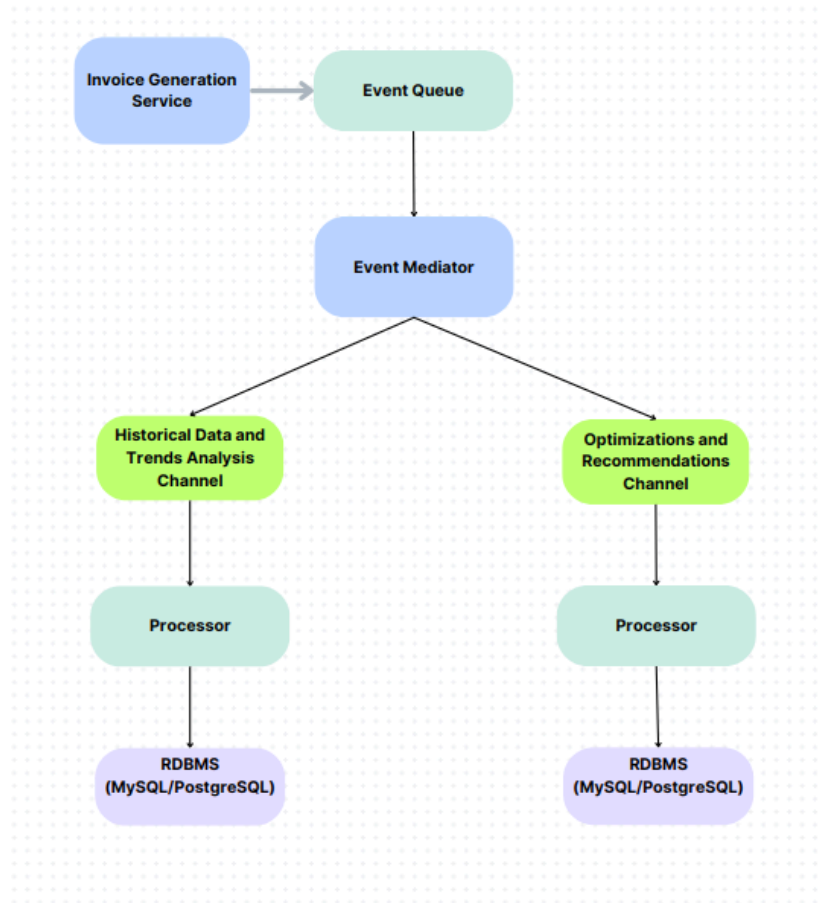 Invoice Generation
Service
Event Queue
Event Mediator
Historical Data and
Trends Analysis
Channel
Optimizations and
Recommendations
Channel
Processor
Processor
RDBMS
(MySQL/PostgreSQL)
RDBMS
(MySQL/PostgreSQL)